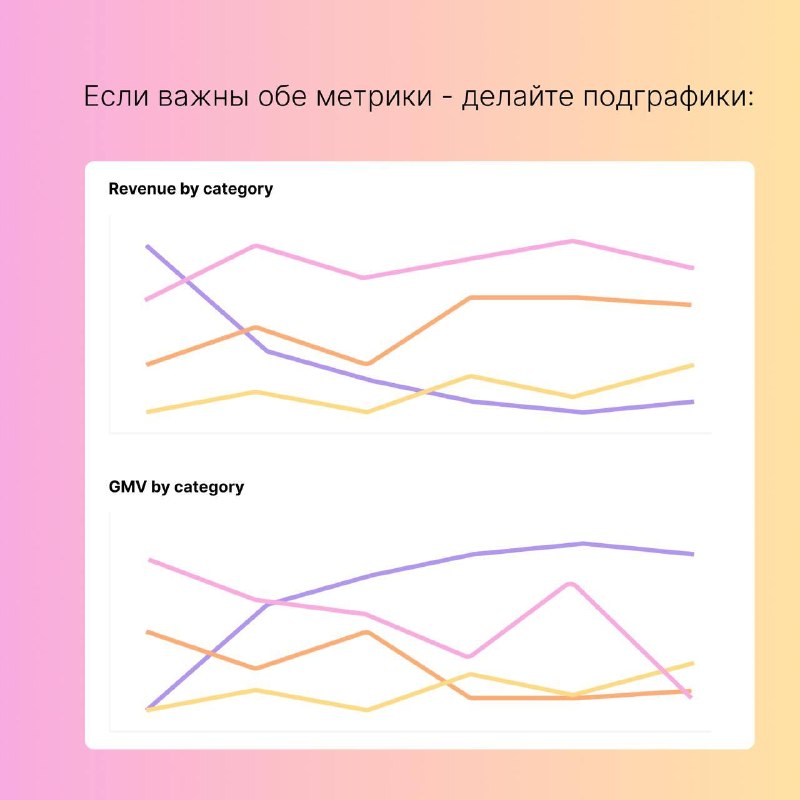 Если важны обе метрики - делайте подграфики:
Revenue by category
GMV by category